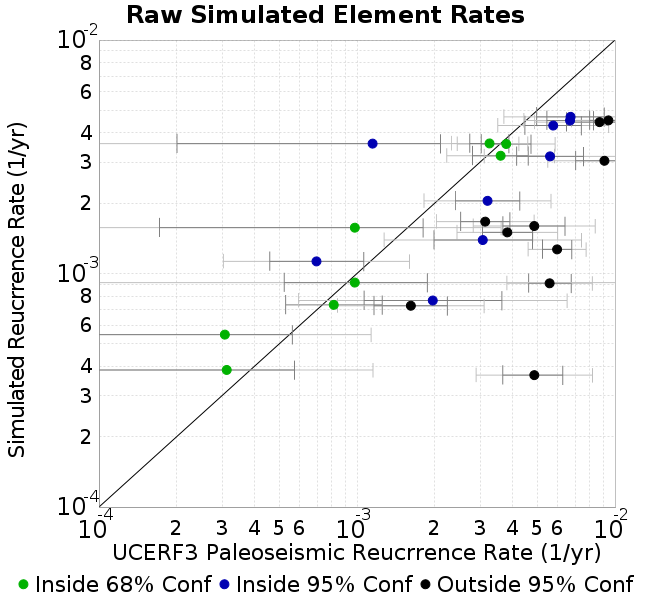 Raw Simulated Element Rates
Simulated Reucrrence Rate (1/yr)
10-2
8
6
4
3
2
10-3
8
6
4
3
2
10-4
10-4 2 3 4 5 6 10-3 2 3 4 5 6 10-2
UCERF3 Paleoseismic Reucrrence Rate (1/yr)
Inside 68% Conf Inside 95% Conf Outside 95% Conf